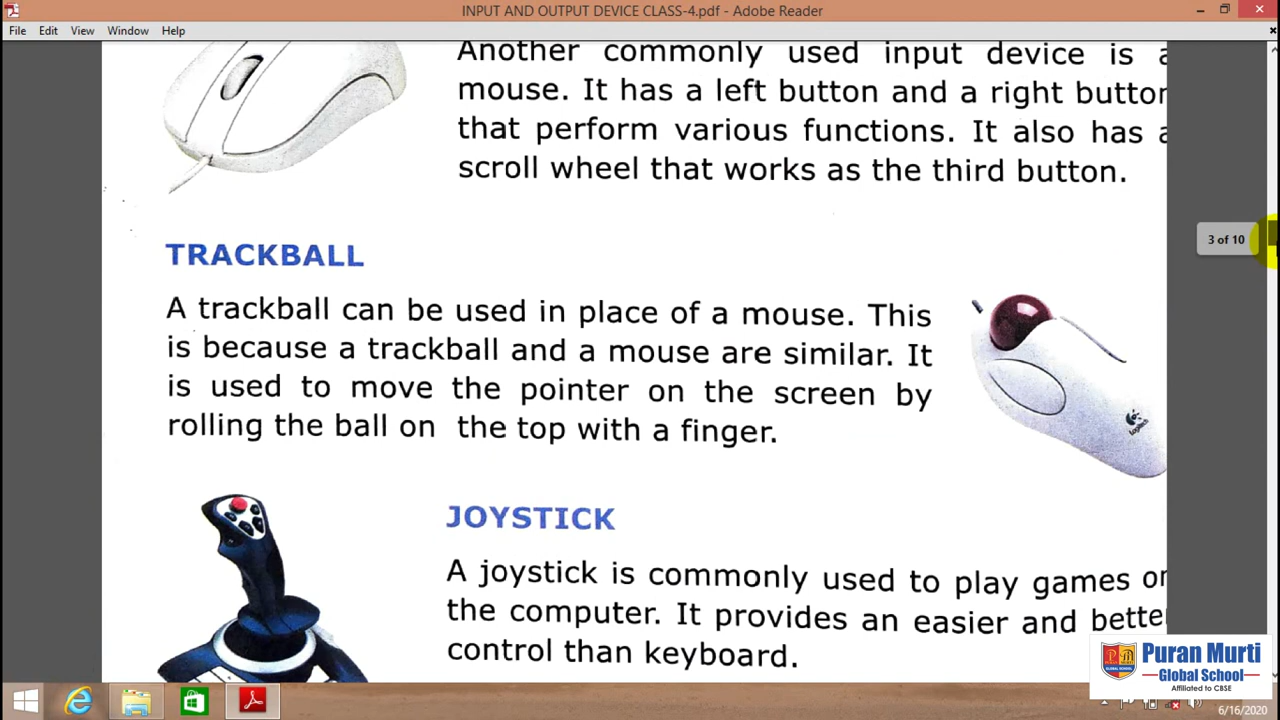 INPUT AND OUTPUT DEVICE CLASS-4.pdf - Adobe Reader
File Edit View Window Help
Another commonly used input device is a
mouse. It has a left button and a right button
that perform various functions. It also has a
scroll wheel that works as the third button.
3 of 10
TRACKBALL
A trackball can be used in place of a mouse. This
is because a trackball and a mouse are similar. It
is used to move the pointer on the screen by
rolling the ball on the top with a finger.
Logitech
JOYSTICK
A joystick is commonly used to play games on
the computer. It provides an easier and better
control than keyboard.
PM
GLOBAL SCHOOL
Puran Murti
Global School
Affiliated to CBSE
6/16/2020